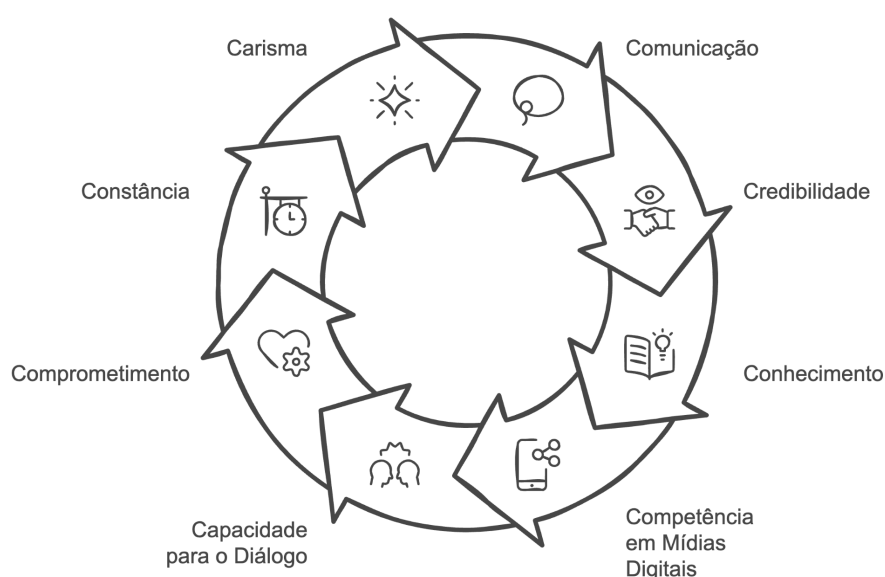 Carisma
Comunicação
Constância
Credibilidade
Comprometimento
Conhecimento
Capacidade
para o Diálogo
Competência
em Mídias
Digitais